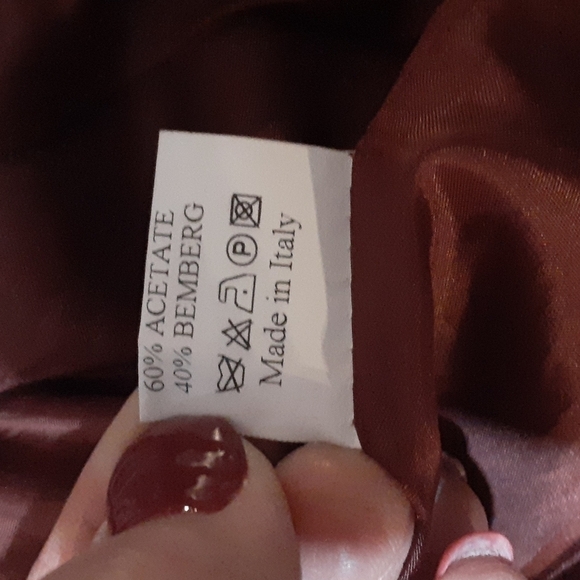 60% ACETATE
40% BEMBERG
P
Made in Italy